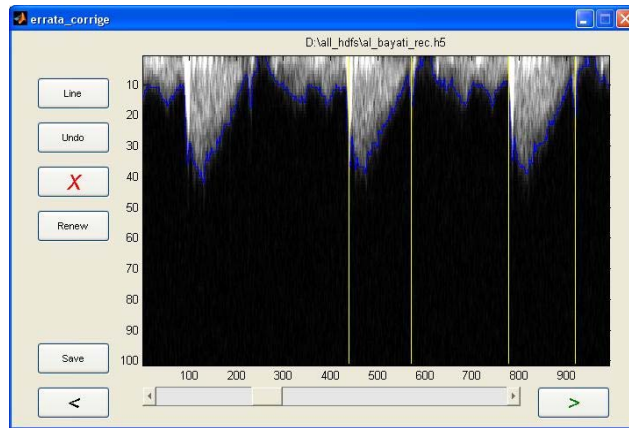 errata_corrige
D:\all_hdfs\al_bayati_rec.h5
Line
Undo
X
Renew
Save
<
>
10
20
30
40
50
60
70
80
90
100
100 200 300 400 500 600 700 800 900